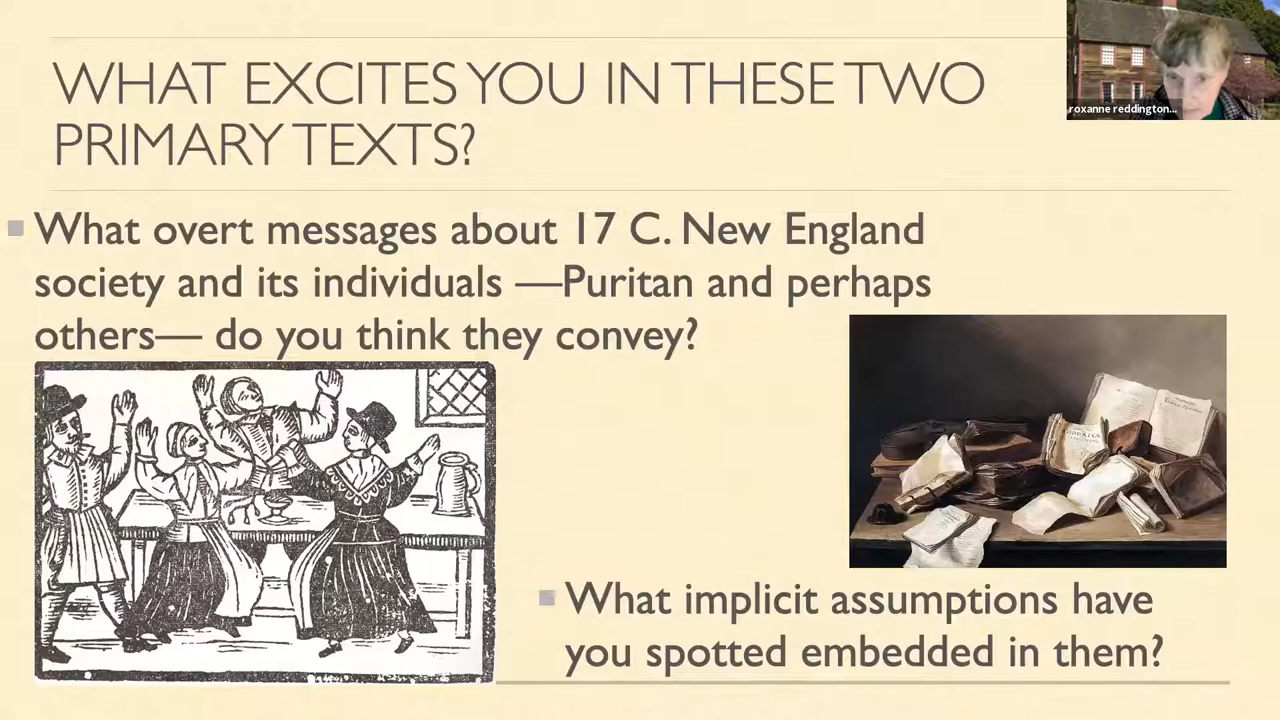 WHAT EXCITES YOU IN THESE TWO
PRIMARY TEXTS?
roxanne reddington...
What overt messages about 17 C. New England
society and its individuals —Puritan and perhaps
others— do you think they convey?
What implicit assumptions have
you spotted embedded in them?